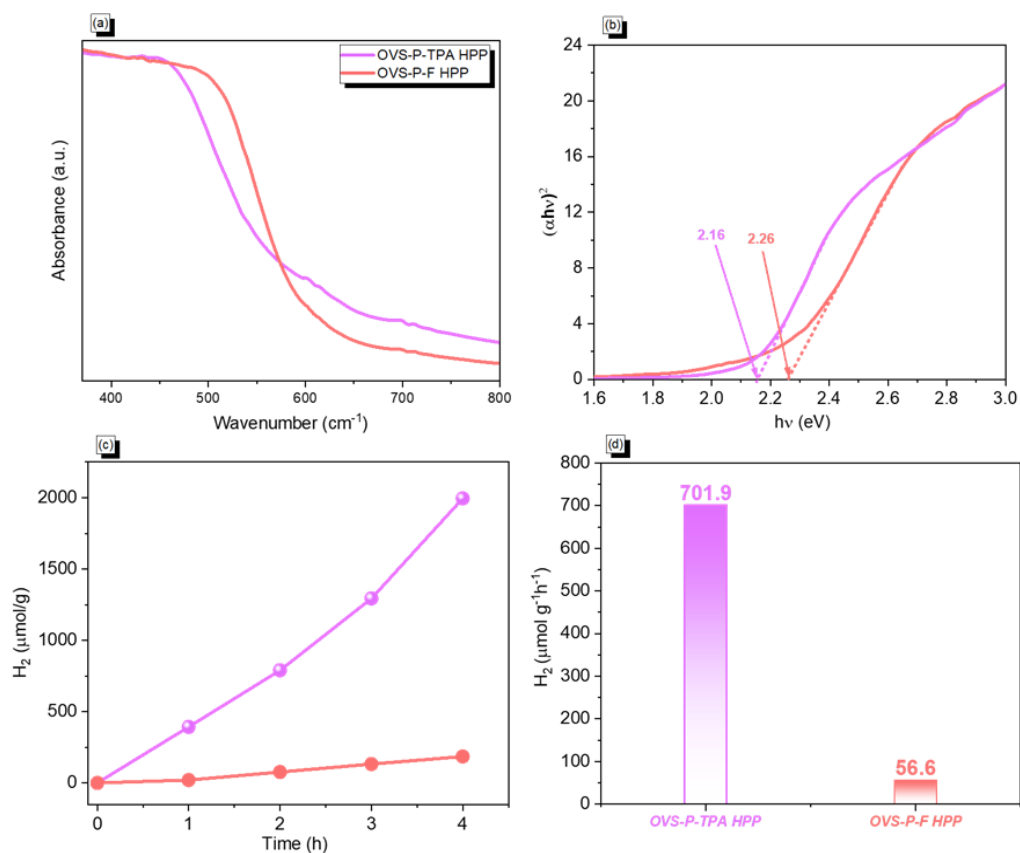 (a)
OVS-P-TPA HPP
OVS-P-F HPP
Absorbance (a.u.)
400 500 600 700 800
Wavenumber (cm⁻¹)
(b)
24
20
16
12
8
4
0
(αhν)²
2.16
2.26
1.6 1.8 2.0 2.2 2.4 2.6 2.8 3.0
hν (eV)
(c)
2000
1500
1000
500
0
H₂ (μmol/g)
0 1 2 3 4
Time (h)
(d)
800
700
600
500
400
300
200
100
0
H₂ (μmol g⁻¹h⁻¹)
701.9
56.6
OVS-P-TPA HPP
OVS-P-F HPP